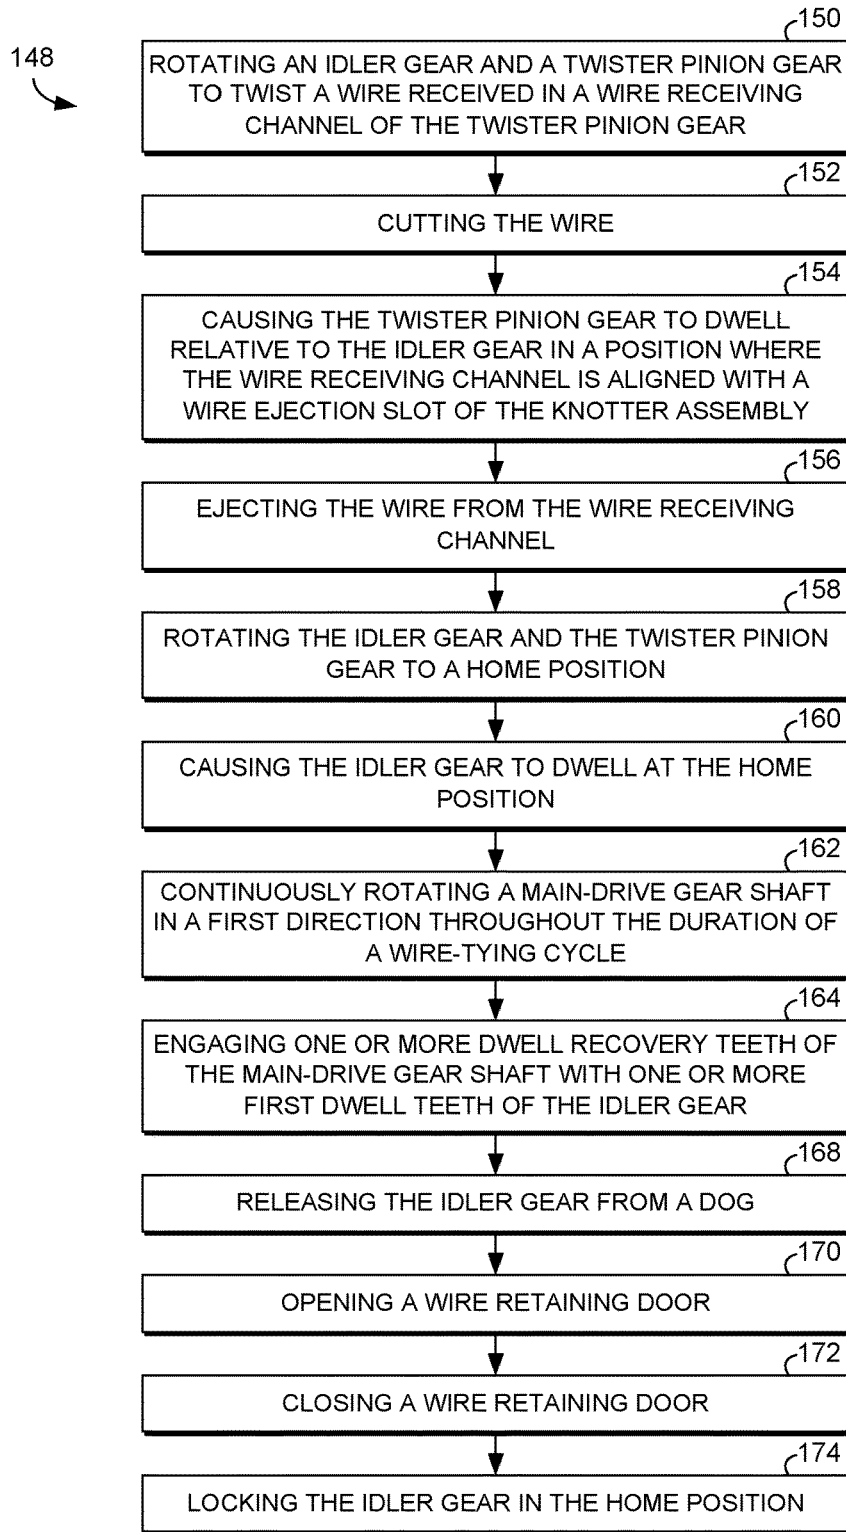 148
150
ROTATING AN IDLER GEAR AND A TWISTER PINION GEAR
TO TWIST A WIRE RECEIVED IN A WIRE RECEIVING
CHANNEL OF THE TWISTER PINION GEAR
152
CUTTING THE WIRE
154
CAUSING THE TWISTER PINION GEAR TO DWELL
RELATIVE TO THE IDLER GEAR IN A POSITION WHERE
THE WIRE RECEIVING CHANNEL IS ALIGNED WITH A
WIRE EJECTION SLOT OF THE KNOTTER ASSEMBLY
156
EJECTING THE WIRE FROM THE WIRE RECEIVING
CHANNEL
158
ROTATING THE IDLER GEAR AND THE TWISTER PINION
GEAR TO A HOME POSITION
160
CAUSING THE IDLER GEAR TO DWELL AT THE HOME
POSITION
162
CONTINUOUSLY ROTATING A MAIN-DRIVE GEAR SHAFT
IN A FIRST DIRECTION THROUGHOUT THE DURATION OF
A WIRE-TYING CYCLE
164
ENGAGING ONE OR MORE DWELL RECOVERY TEETH OF
THE MAIN-DRIVE GEAR SHAFT WITH ONE OR MORE
FIRST DWELL TEETH OF THE IDLER GEAR
168
RELEASING THE IDLER GEAR FROM A DOG
170
OPENING A WIRE RETAINING DOOR
172
CLOSING A WIRE RETAINING DOOR
174
LOCKING THE IDLER GEAR IN THE HOME POSITION